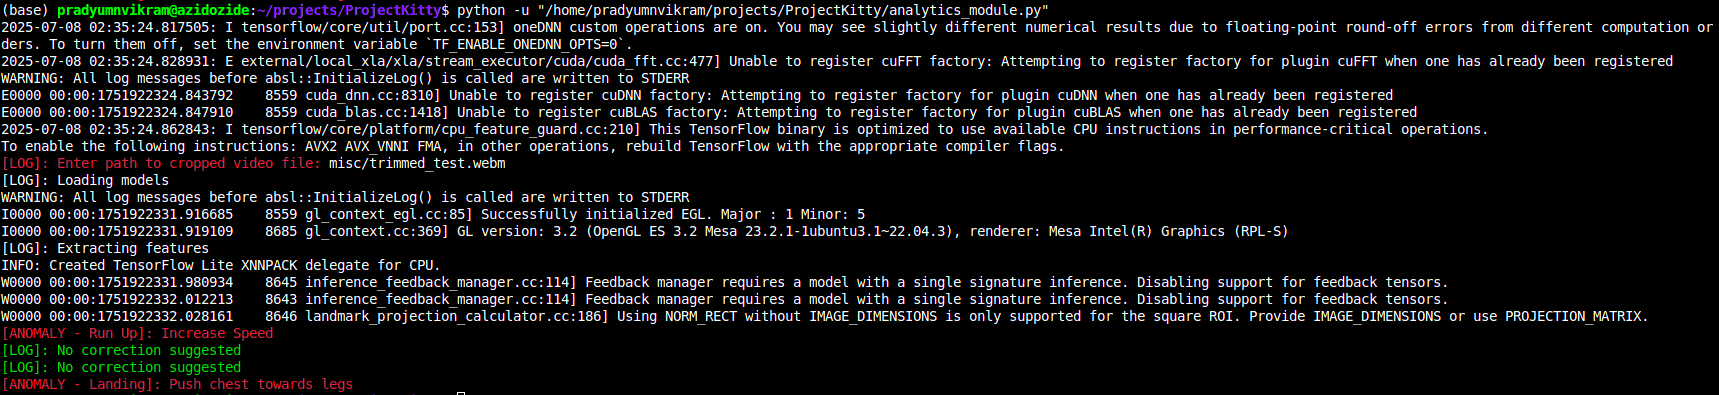 (base) pradyumnvikram@azidozide:~/projects/ProjectKitty$ python -u "/home/pradyumnvikram/projects/ProjectKitty/analytics_module.py"
2025-07-08 02:35:24.817505: I tensorflow/core/util/port.cc:153] oneDNN custom operations are on. You may see slightly different numerical results due to floating-point round-off errors from different computation or
ders. To turn them off, set the environment variable `TF_ENABLE_ONEDNN_OPTS=0`.
2025-07-08 02:35:24.828931: E external/local_xla/xla/stream_executor/cuda/cuda_fft.cc:477] Unable to register cuFFT factory: Attempting to register factory for plugin cuFFT when one has already been registered
WARNING: All log messages before absl::InitializeLog() is called are written to STDERR
E0000 00:00:1751922324.843792    8559 cuda_dnn.cc:8310] Unable to register cuDNN factory: Attempting to register factory for plugin cuDNN when one has already been registered
E0000 00:00:1751922324.847910    8559 cuda_blas.cc:1418] Unable to register cuBLAS factory: Attempting to register factory for plugin cuBLAS when one has already been registered
2025-07-08 02:35:24.862843: I tensorflow/core/platform/cpu_feature_guard.cc:210] This TensorFlow binary is optimized to use available CPU instructions in performance-critical operations.
To enable the following instructions: AVX2 AVX_VNNI FMA, in other operations, rebuild TensorFlow with the appropriate compiler flags.
[LOG]: Enter path to cropped video file: misc/trimmed_test.webm
[LOG]: Loading models
WARNING: All log messages before absl::InitializeLog() is called are written to STDERR
I0000 00:00:1751922331.916685    8559 gl_context_egl.cc:85] Successfully initialized EGL. Major : 1 Minor: 5
I0000 00:00:1751922331.919109    8685 gl_context.cc:369] GL version: 3.2 (OpenGL ES 3.2 Mesa 23.2.1-1ubuntu3.1~22.04.3), renderer: Mesa Intel(R) Graphics (RPL-S)
[LOG]: Extracting features
INFO: Created TensorFlow Lite XNNPACK delegate for CPU.
W0000 00:00:1751922331.980934    8645 inference_feedback_manager.cc:114] Feedback manager requires a model with a single signature inference. Disabling support for feedback tensors.
W0000 00:00:1751922332.012213    8643 inference_feedback_manager.cc:114] Feedback manager requires a model with a single signature inference. Disabling support for feedback tensors.
W0000 00:00:1751922332.028161    8646 landmark_projection_calculator.cc:186] Using NORM_RECT without IMAGE_DIMENSIONS is only supported for the square ROI. Provide IMAGE_DIMENSIONS or use PROJECTION_MATRIX.
[ANOMALY - Run Up]: Increase Speed
[LOG]: No correction suggested
[LOG]: No correction suggested
[ANOMALY - Landing]: Push chest towards legs